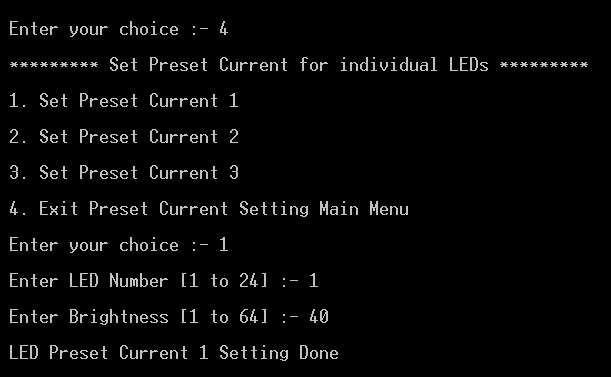 Enter your choice :- 4
********* Set Preset Current for individual LEDs *********
1. Set Preset Current 1
2. Set Preset Current 2
3. Set Preset Current 3
4. Exit Preset Current Setting Main Menu
Enter your choice :- 1
Enter LED Number [1 to 24] :- 1
Enter Brightness [1 to 64] :- 40
LED Preset Current 1 Setting Done